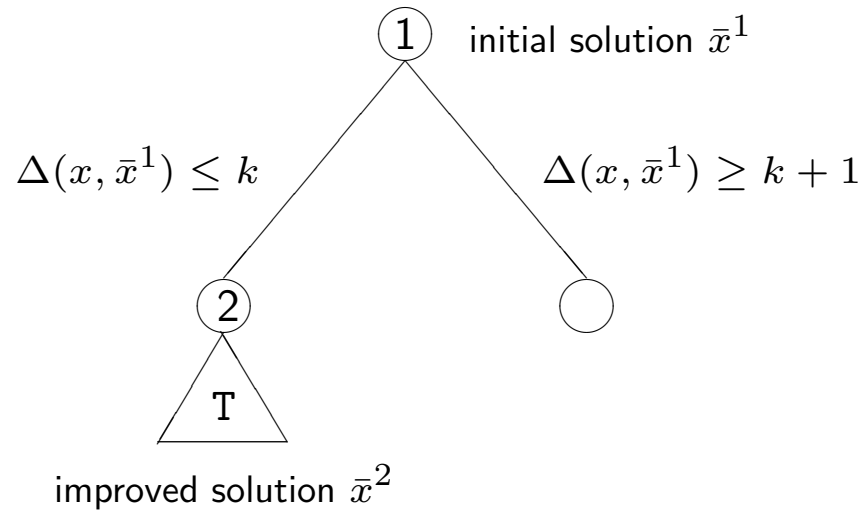 1 initial solution x̄¹
Δ(x, x̄¹) ≤ k
Δ(x, x̄¹) ≥ k + 1
2
T
improved solution x̄²